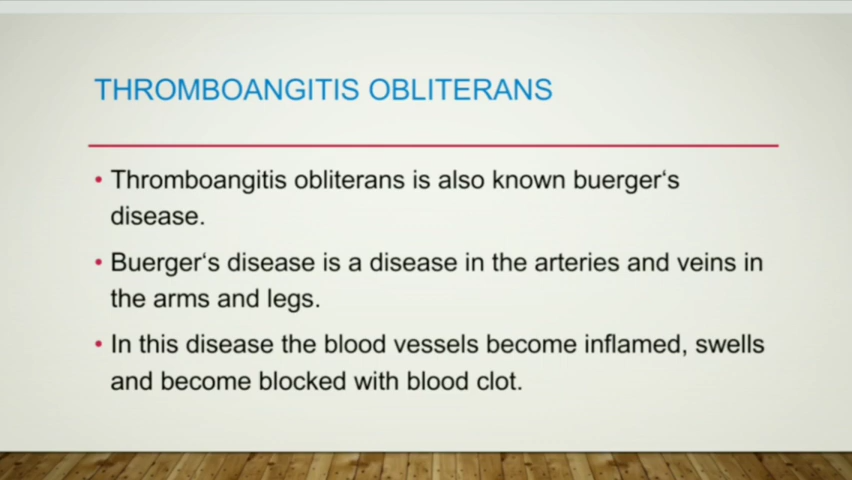 THROMBOANGITIS OBLITERANS
• Thromboangitis obliterans is also known buerger‘s
disease.
• Buerger‘s disease is a disease in the arteries and veins in
the arms and legs.
• In this disease the blood vessels become inflamed, swells
and become blocked with blood clot.